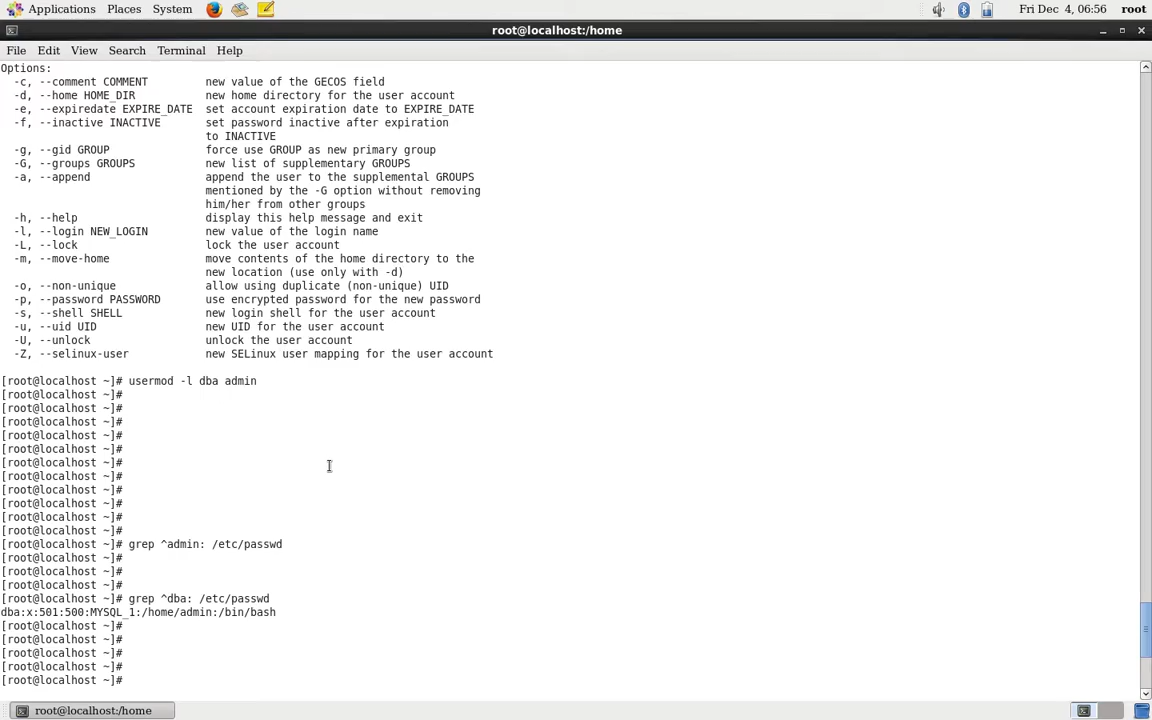 Applications Places System Fri Dec 4, 06:56 root
root@localhost:/home
File Edit View Search Terminal Help
Options:
-c, --comment COMMENT new value of the GECOS field
-d, --home HOME_DIR new home directory for the user account
-e, --expiredate EXPIRE_DATE set account expiration date to EXPIRE_DATE
-f, --inactive INACTIVE set password inactive after expiration
to INACTIVE
-g, --gid GROUP force use GROUP as new primary group
-G, --groups GROUPS new list of supplementary GROUPS
-a, --append append the user to the supplemental GROUPS
mentioned by the -G option without removing
him/her from other groups
-h, --help display this help message and exit
-l, --login NEW_LOGIN new value of the login name
-L, --lock lock the user account
-m, --move-home move contents of the home directory to the
new location (use only with -d)
-o, --non-unique allow using duplicate (non-unique) UID
-p, --password PASSWORD use encrypted password for the new password
-s, --shell SHELL new login shell for the user account
-u, --uid UID new UID for the user account
-U, --unlock unlock the user account
-Z, --selinux-user new SELinux user mapping for the user account
[root@localhost ~]# usermod -l dba admin
[root@localhost ~]#
[root@localhost ~]#
[root@localhost ~]#
[root@localhost ~]#
[root@localhost ~]#
[root@localhost ~]#
[root@localhost ~]#
[root@localhost ~]#
[root@localhost ~]#
[root@localhost ~]#
[root@localhost ~]#
[root@localhost ~]# grep ^admin: /etc/passwd
[root@localhost ~]#
[root@localhost ~]#
[root@localhost ~]#
[root@localhost ~]# grep ^dba: /etc/passwd
dba:x:501:500:MYSQL_1:/home/admin:/bin/bash
[root@localhost ~]#
[root@localhost ~]#
[root@localhost ~]#
[root@localhost ~]#
[root@localhost ~]#
root@localhost:/home